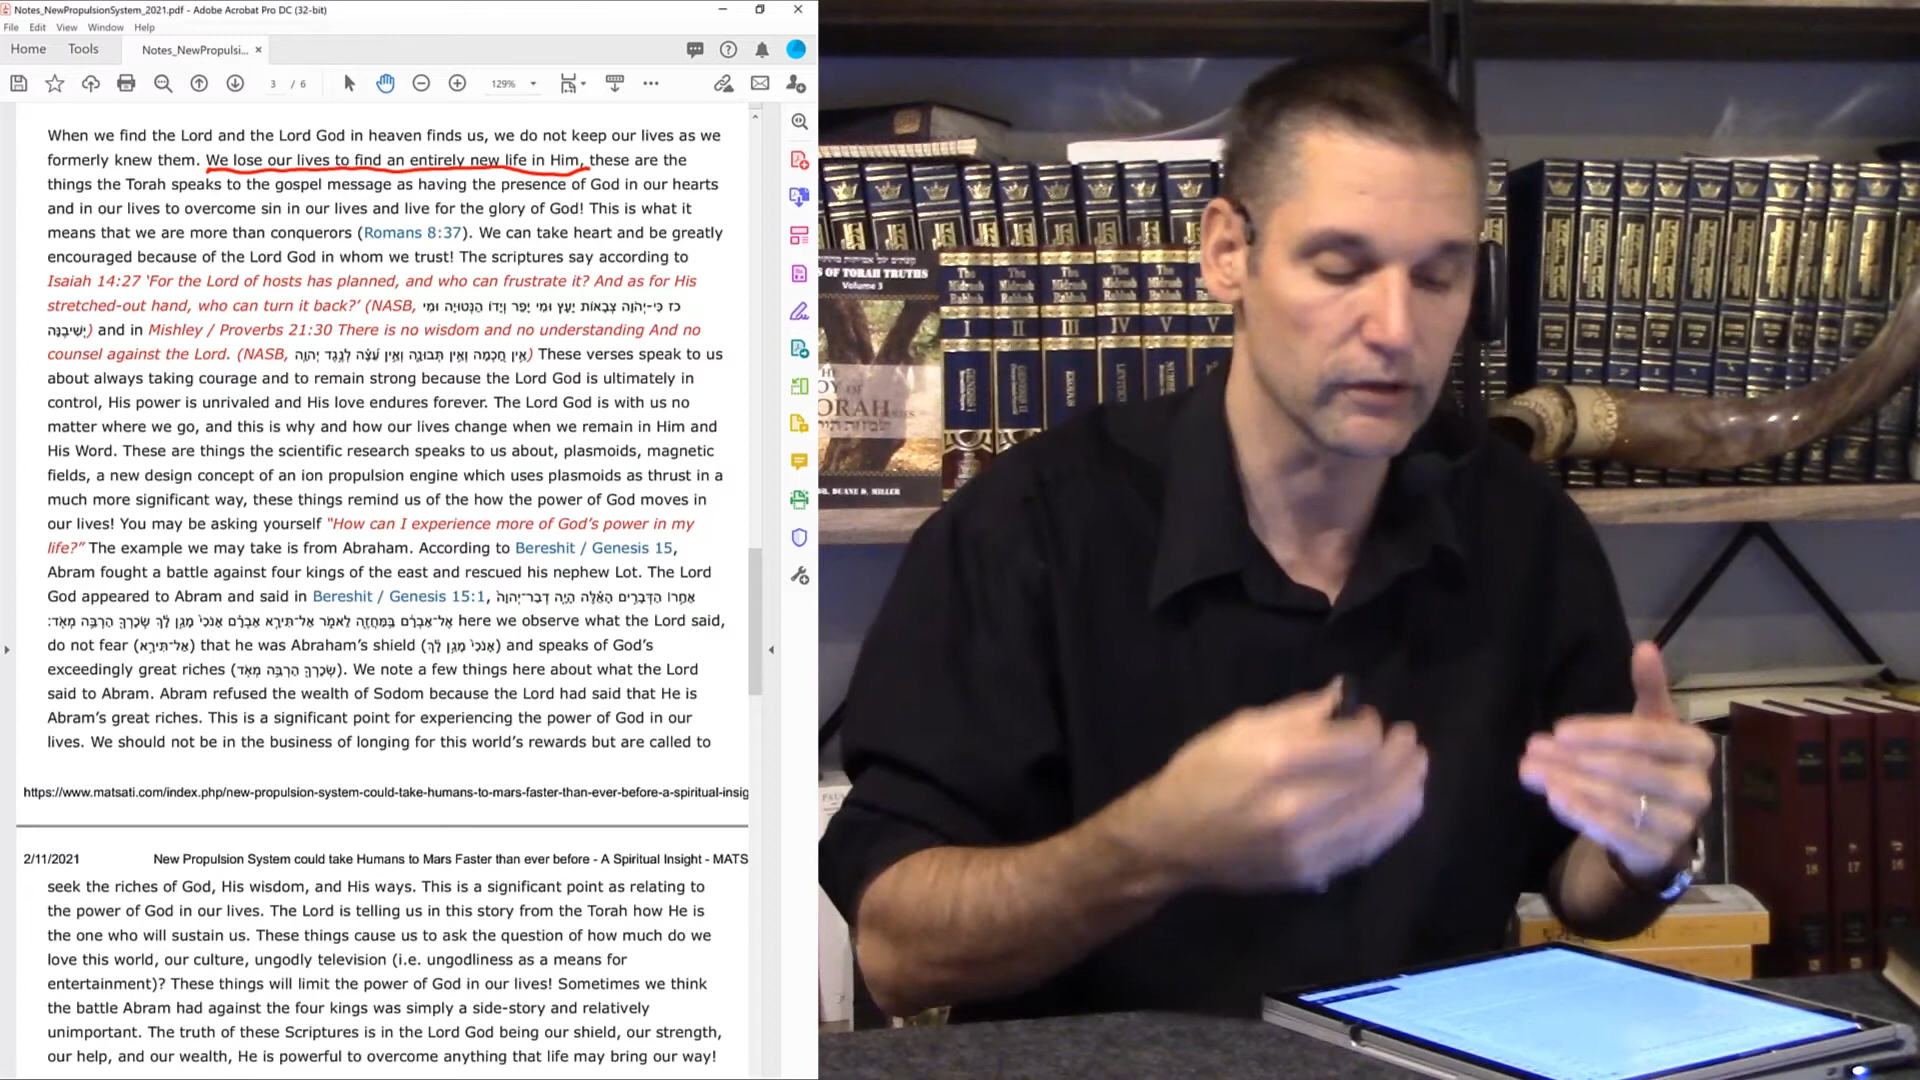 Notes_NewPropulsionSystem_2021.pdf - Adobe Acrobat Pro DC (32-bit)
File Edit View Window Help
Home Tools Notes_NewPropulsi... ×
3 / 6 129%
When we find the Lord and the Lord God in heaven finds us, we do not keep our lives as we
formerly knew them. We lose our lives to find an entirely new life in Him, these are the
things the Torah speaks to the gospel message as having the presence of God in our hearts
and in our lives to overcome sin in our lives and live for the glory of God! This is what it
means that we are more than conquerors (Romans 8:37). We can take heart and be greatly
encouraged because of the Lord God in whom we trust! The scriptures say according to
Isaiah 14:27 ‘For the Lord of hosts has planned, and who can frustrate it? And as for His
stretched-out hand, who can turn it back?’ (NASB, כז כִּי-יְהוָה צְבָאוֹת יָעָץ וּמִי יָפֵר וְיָדוֹ הַנְּטוּיָה וּמִי
יְשִׁיבֶנָּה) and in Mishley / Proverbs 21:30 There is no wisdom and no understanding And no
counsel against the Lord. (NASB, אֵין חָכְמָה וְאֵין תְּבוּנָה וְאֵין עֵצָה לְנֶגֶד יְהוָה) These verses speak to us
about always taking courage and to remain strong because the Lord God is ultimately in
control, His power is unrivaled and His love endures forever. The Lord God is with us no
matter where we go, and this is why and how our lives change when we remain in Him and
His Word. These are things the scientific research speaks to us about, plasmoids, magnetic
fields, a new design concept of an ion propulsion engine which uses plasmoids as thrust in a
much more significant way, these things remind us of the how the power of God moves in
our lives! You may be asking yourself “How can I experience more of God’s power in my
life?” The example we may take is from Abraham. According to Bereshit / Genesis 15,
Abram fought a battle against four kings of the east and rescued his nephew Lot. The Lord
God appeared to Abram and said in Bereshit / Genesis 15:1, אַחַר׀ הַדְּבָרִים הָאֵלֶּה הָיָה דְבַר־יְהוָה
אֶל־אַבְרָם בַּמַּחֲזֶה לֵאמֹר אַל־תִּירָא אַבְרָם אָנֹכִי מָגֵן לָךְ שְׂכָרְךָ הַרְבֵּה מְאֹד: here we observe what the Lord said,
do not fear (אַל־תִּירָא) that he was Abraham’s shield (אָנֹכִי מָגֵן לָךְ) and speaks of God’s
exceedingly great riches (שְׂכָרְךָ הַרְבֵּה מְאֹד). We note a few things here about what the Lord
said to Abram. Abram refused the wealth of Sodom because the Lord had said that He is
Abram’s great riches. This is a significant point for experiencing the power of God in our
lives. We should not be in the business of longing for this world’s rewards but are called to
https://www.matsati.com/index.php/new-propulsion-system-could-take-humans-to-mars-faster-than-ever-before-a-spiritual-insig
2/11/2021 New Propulsion System could take Humans to Mars Faster than ever before - A Spiritual Insight - MATS
seek the riches of God, His wisdom, and His ways. This is a significant point as relating to
the power of God in our lives. The Lord is telling us in this story from the Torah how He is
the one who will sustain us. These things cause us to ask the question of how much do we
love this world, our culture, ungodly television (i.e. ungodliness as a means for
entertainment)? These things will limit the power of God in our lives! Sometimes we think
the battle Abram had against the four kings was simply a side-story and relatively
unimportant. The truth of these Scriptures is in the Lord God being our shield, our strength,
our help, and our wealth, He is powerful to overcome anything that life may bring our way!
S OF TORAH TRUTHS
Volume 3
ORAH
DR. DUANE D. MILLER
The Midrash Rabbah I
The Midrash Rabbah II
The Midrash Rabbah III
The Midrash Rabbah IV
The Midrash Rabbah V
V
GENESIS I
GENESIS II
EXODUS
18
17
16